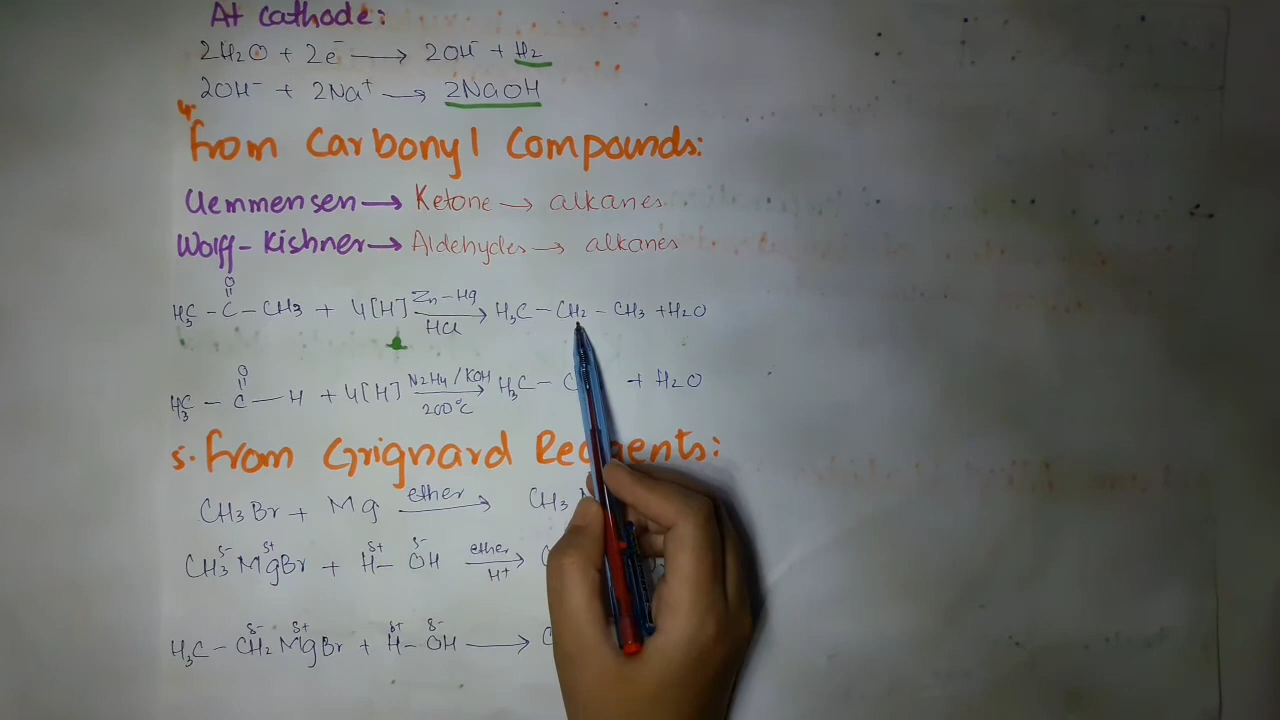 At cathode:
2H2O + 2e⁻ ⟶ 2OH⁻ + H2
2OH⁻ + 2Na⁺ ⟶ 2NaOH
4. From Carbonyl Compounds:
Clemmensen → Ketone → alkanes
Wolff-Kishner → Aldehydes → alkanes
O
H3C – C – CH3 + 4[H] Zn-Hg ⟶ H3C – CH2 – CH3 + H2O
HCl
O
H3C – C – H + 4[H] N2H4/KOH ⟶ H3C – C + H2O
200°C
5. From Grignard Reagents:
CH3Br + Mg ether ⟶ CH3
δ- δ+ δ+ δ-
CH3MgBr + H – OH ether ⟶ C
H+
δ- δ+ δ+ δ-
H3C – CH2MgBr + H – OH ⟶ C